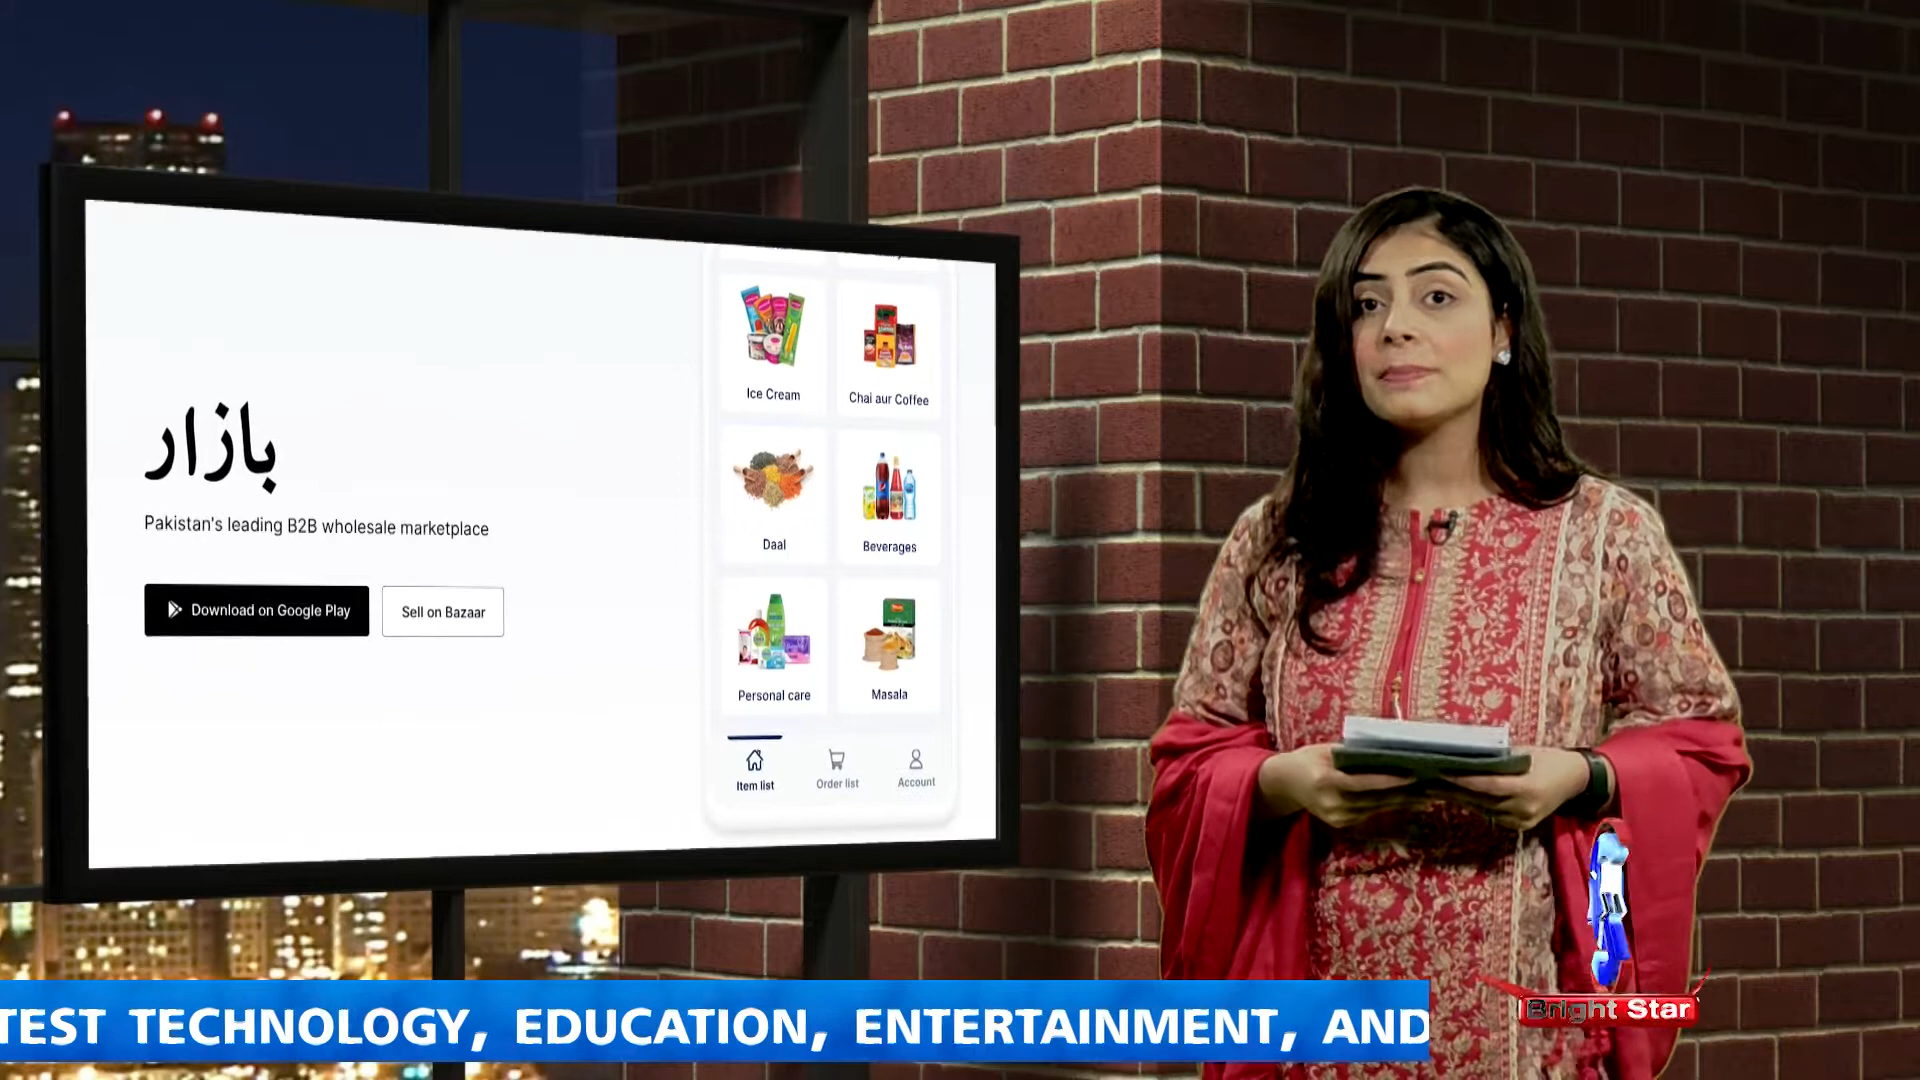 بازار
Pakistan's leading B2B wholesale marketplace
Download on Google Play
Sell on Bazaar
Ice Cream
Chai aur Coffee
Daal
Beverages
Personal care
Masala
Item list
Order list
Account
TEST TECHNOLOGY, EDUCATION, ENTERTAINMENT, AND
Bright Star